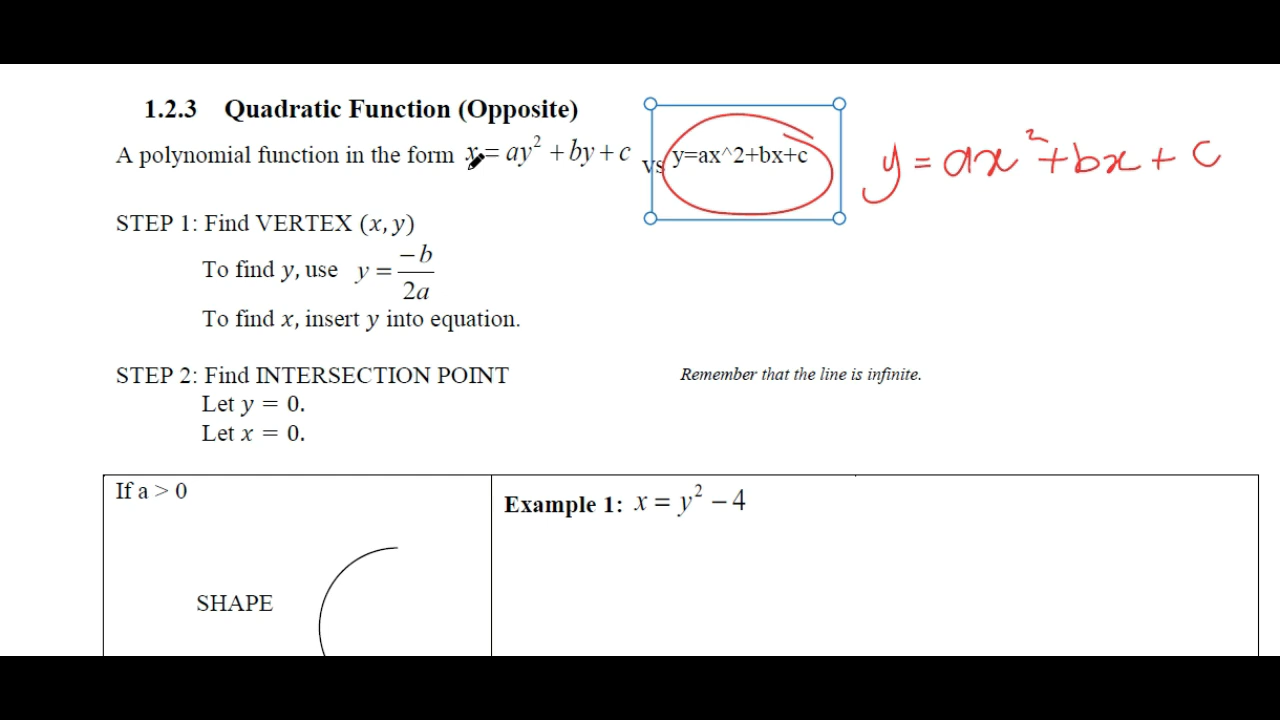 1.2.3 Quadratic Function (Opposite)
A polynomial function in the form x = ay² + by + c vs y=ax^2+bx+c y = ax² + bx + c
STEP 1: Find VERTEX (x, y)
To find y, use y = −b/2a
To find x, insert y into equation.
STEP 2: Find INTERSECTION POINT Remember that the line is infinite.
Let y = 0.
Let x = 0.
If a > 0 Example 1: x = y² − 4
SHAPE